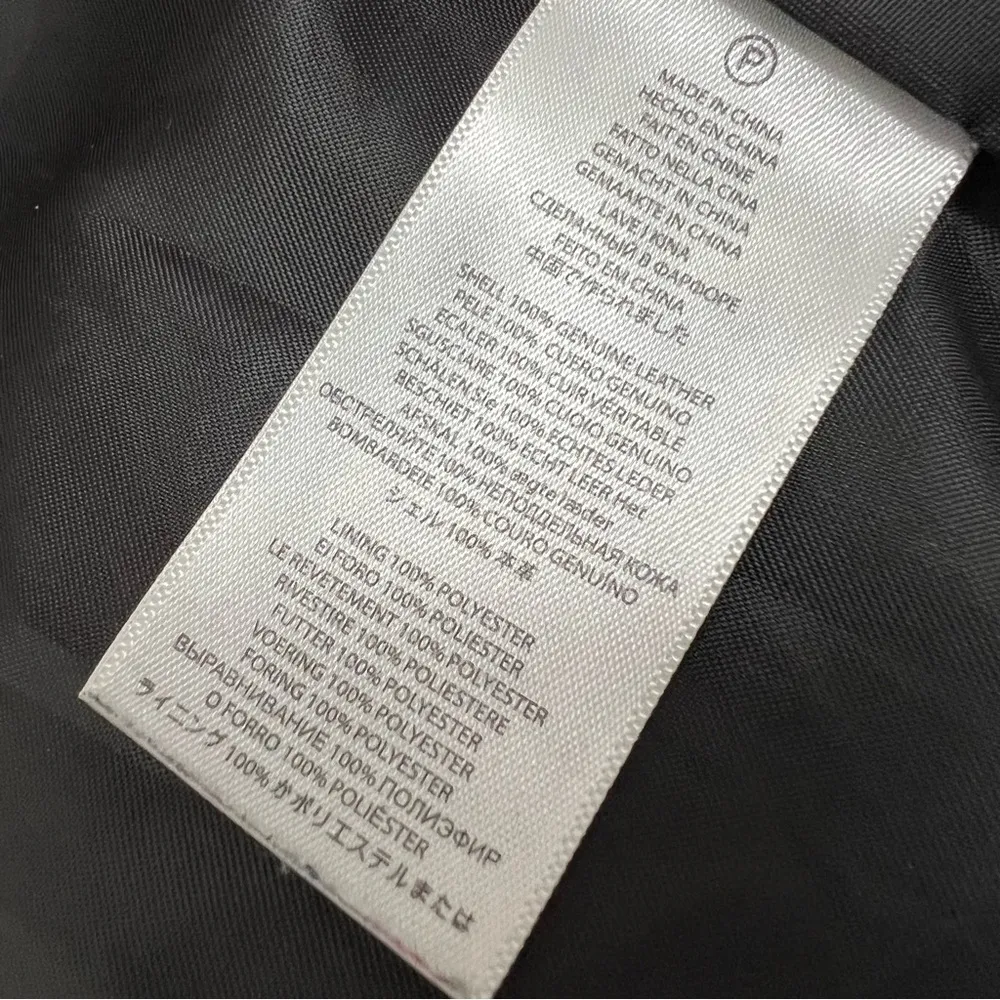 P
MADE IN CHINA
HECHO EN CHINA
FAIT EN CHINE
FATTO NELLA CINA
GEMACHT IN CHINA
GEMAAKTE IN CHINA
LAVE I KINA
СДЕЛАННЫЙ В ФАРФОРЕ
FEITO EM CHINA
中国で作られました
SHELL 100% GENUINE LEATHER
PELE 100% CUERO GENUINO
ECALER 100% CUIR VERITABLE
SGUSCIARE 100% CUOIO GENUINO
SCHÄLEN SIE 100% ECHTES LEDER
BESCHIET 100% ECHT LEER HEL
AFSKAL 100% ægte læder
ОБСТРЕЛЯЙТЕ 100% НЕПОДДЕЛЬНАЯ КОЖА
BOMBARDEIE 100% COURO GENUÍNO
シェル 100% 本革
LINING 100% POLYESTER
El FORO 100% POLIESTER
LE REVETEMENT 100% POLYESTER
RIVESTIRE 100% POLIESTERE
FUTTER 100% POLYESTER
VOERING 100% POLYESTER
FORING 100% POLYESTER
ВЫРАВНИВАНИЕ 100% ПОЛИЭФИР
O FORRO 100% POLIÉSTER
ライニング 100% がポリエステルまたは